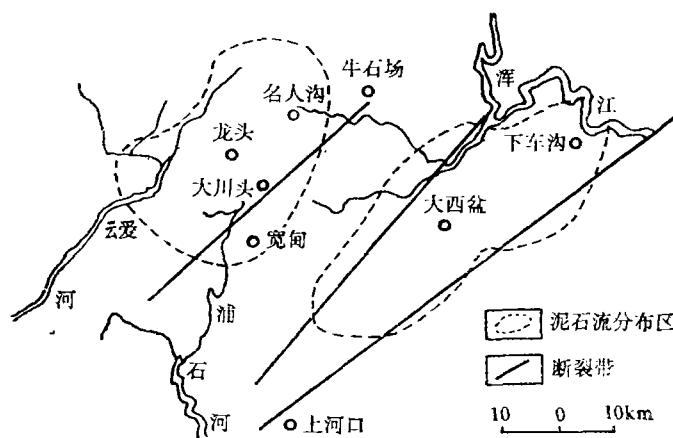 牛石场
浑
江
名人沟
龙头
下车沟
大川头
大西盆
宽甸
云爱
河
浦
石
河
上河口
泥石流分布区
断裂带
10 0 10km